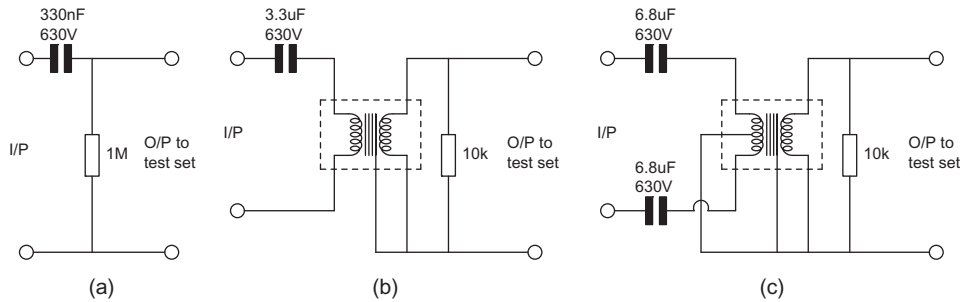 330nF
630V
I/P
1M
O/P to
test set
(a)
3.3uF
630V
I/P
10k
O/P to
test set
(b)
6.8uF
630V
I/P
6.8uF
630V
10k
O/P to
test set
(c)